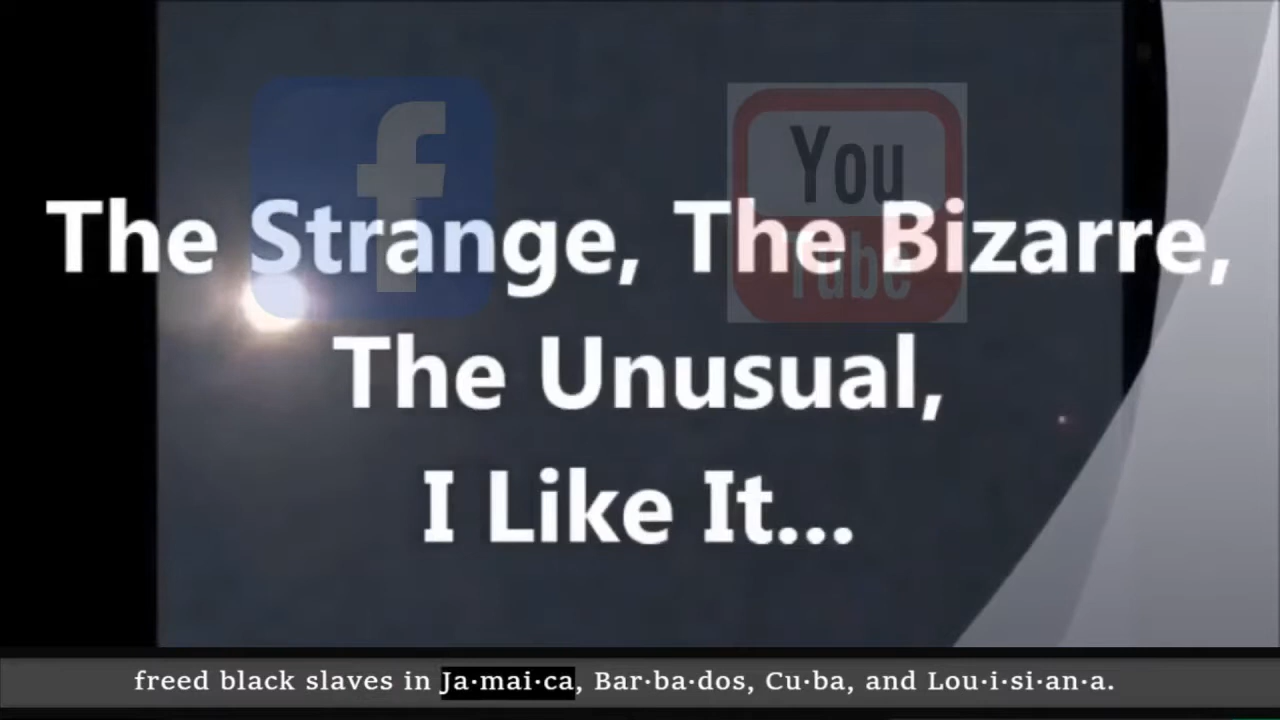 f
You
Tube
The Strange, The Bizarre,
The Unusual,
I Like It...
freed black slaves in Ja·mai·ca, Bar·ba·dos, Cu·ba, and Lou·i·si·an·a.